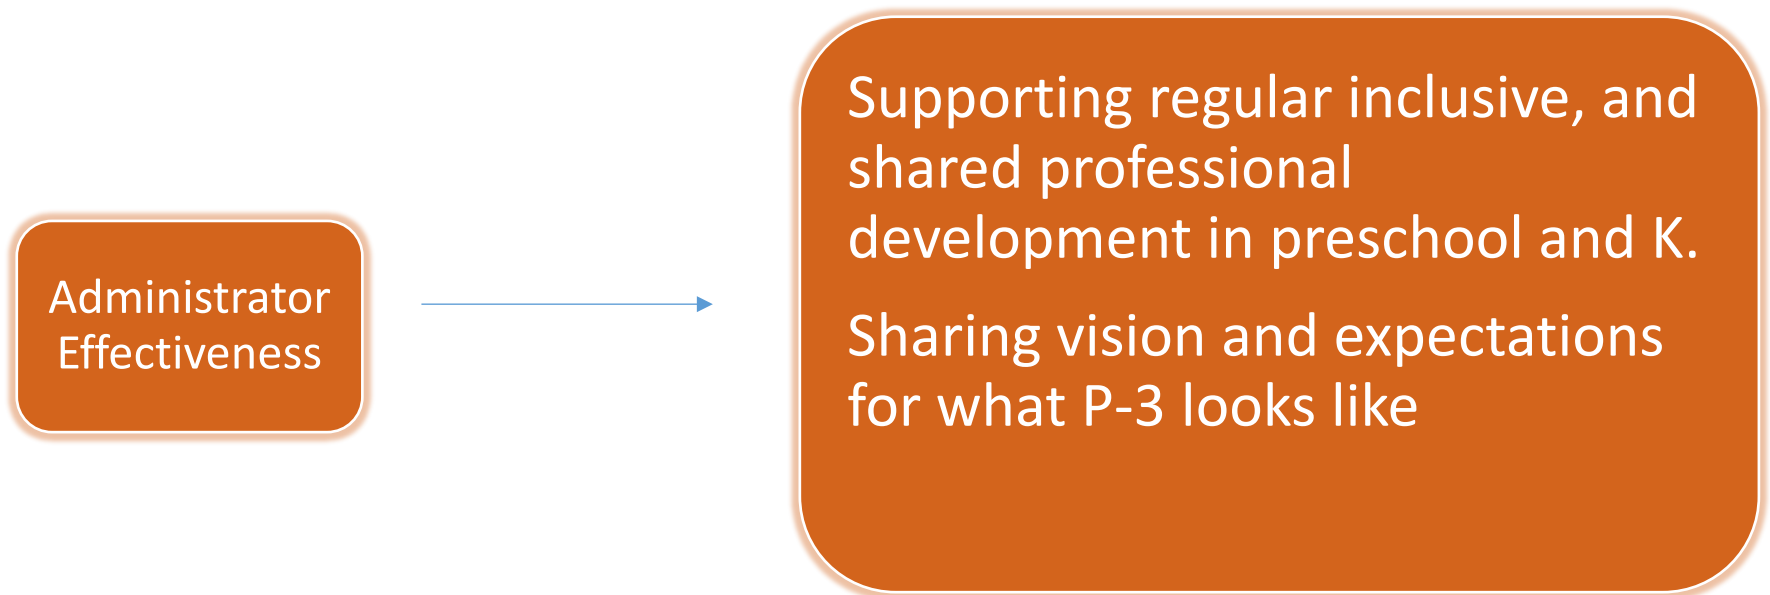 Administrator
Effectiveness
Supporting regular inclusive, and
shared professional
development in preschool and K.
Sharing vision and expectations
for what P-3 looks like